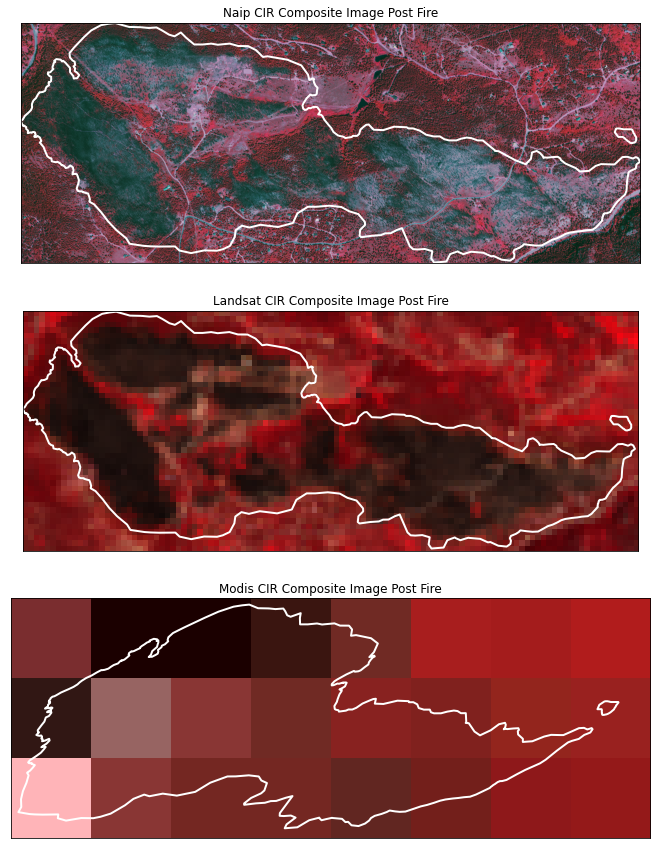 Naip CIR Composite Image Post Fire
Landsat CIR Composite Image Post Fire
Modis CIR Composite Image Post Fire